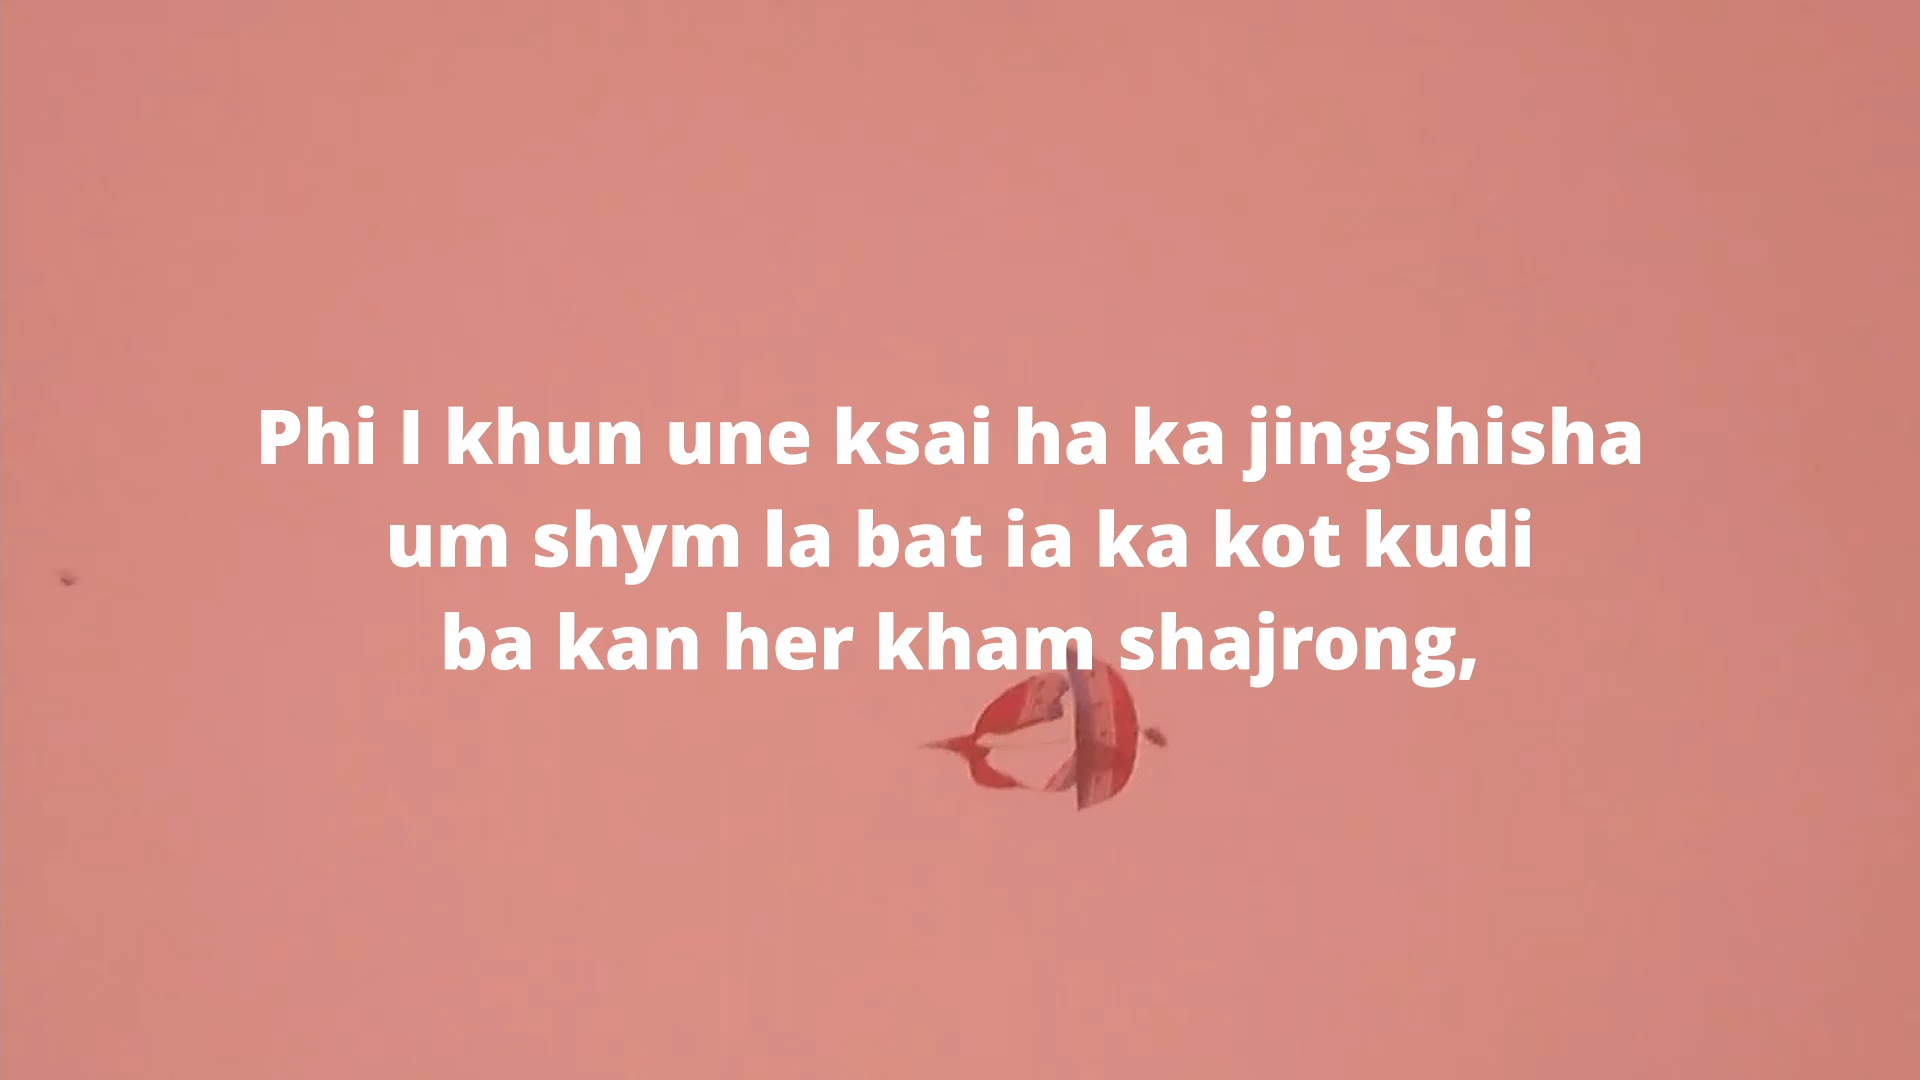 Phi I khun une ksai ha ka jingshisha
um shym la bat ia ka kot kudi
ba kan her kham shajrong,